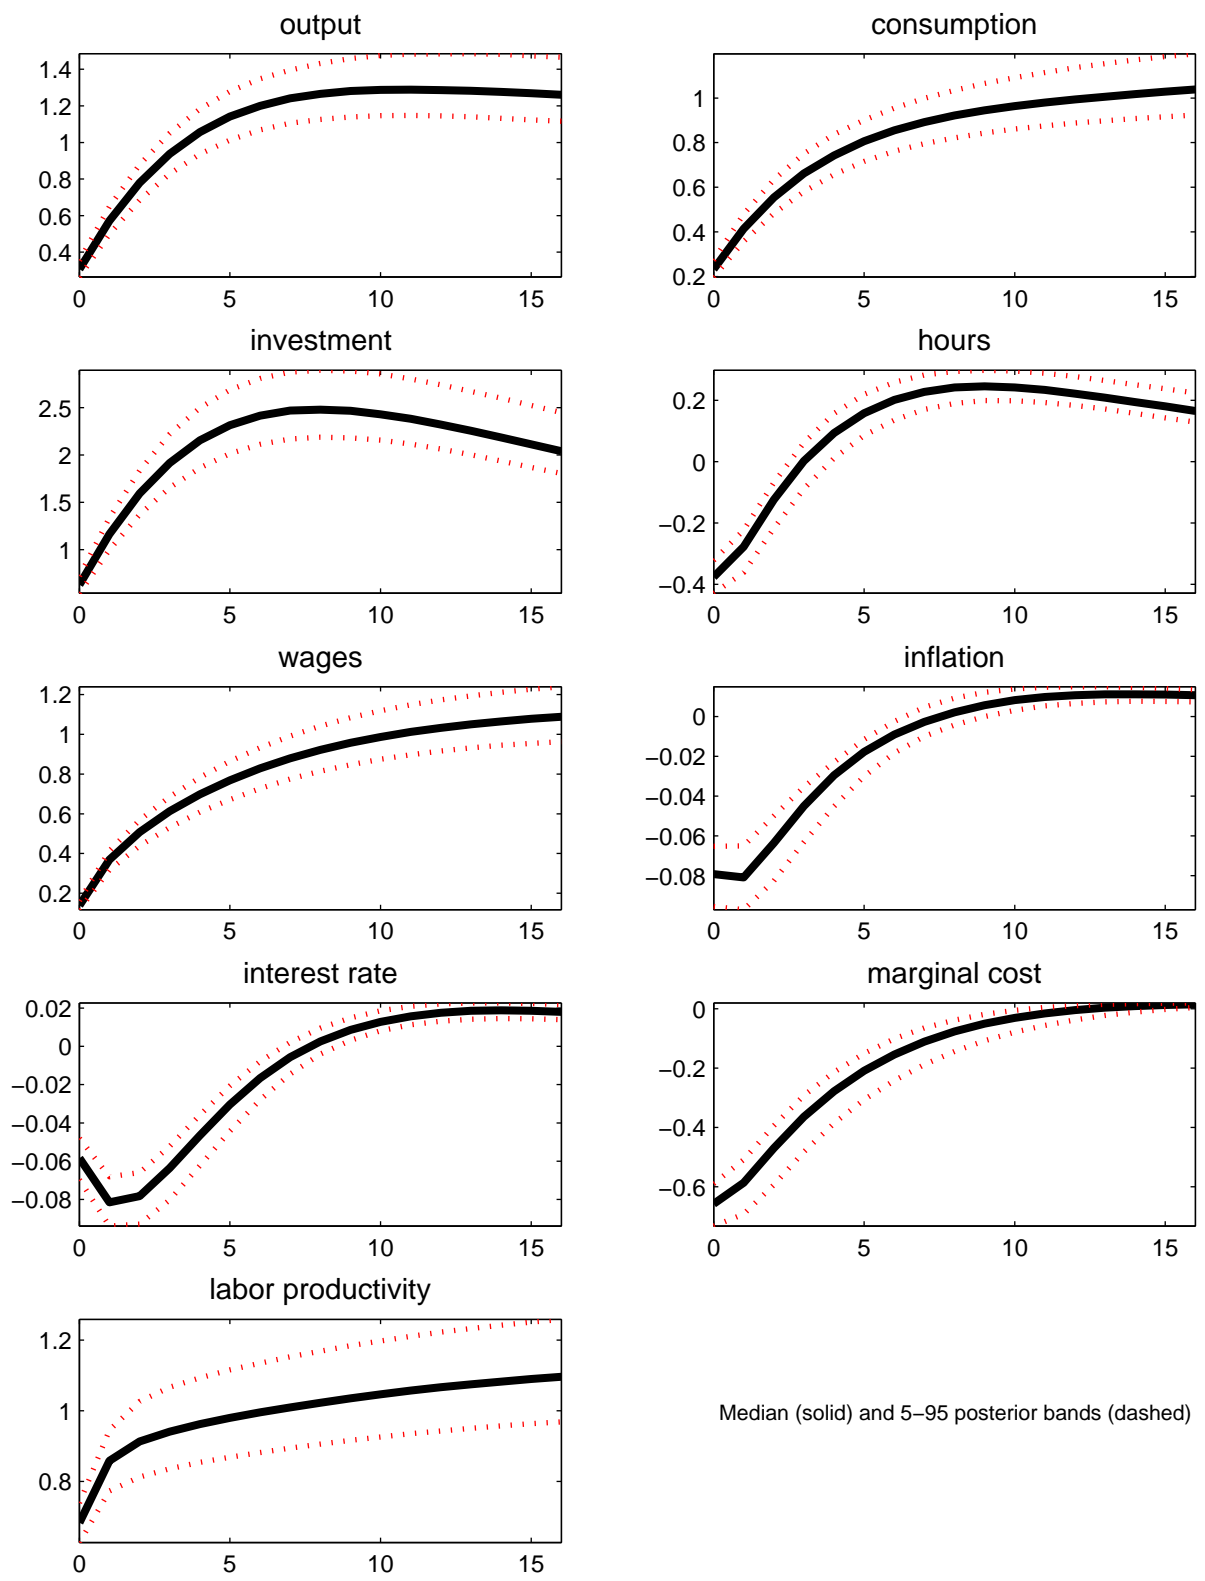 output
1.4
1.2
1
0.8
0.6
0.4
0 5 10 15
consumption
1
0.8
0.6
0.4
0.2
0 5 10 15
investment
2.5
2
1.5
1
0 5 10 15
hours
0.2
0
−0.2
−0.4
0 5 10 15
wages
1.2
1
0.8
0.6
0.4
0.2
0 5 10 15
inflation
0
−0.02
−0.04
−0.06
−0.08
0 5 10 15
interest rate
0.02
0
−0.02
−0.04
−0.06
−0.08
0 5 10 15
marginal cost
0
−0.2
−0.4
−0.6
0 5 10 15
labor productivity
1.2
1
0.8
0 5 10 15
Median (solid) and 5−95 posterior bands (dashed)